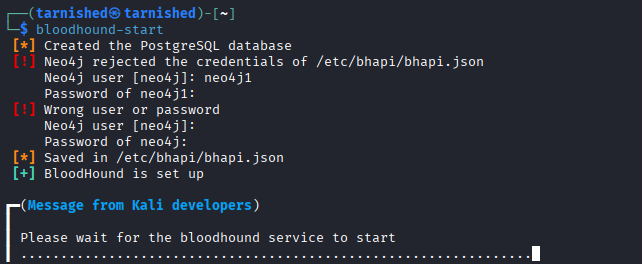 ┌──(tarnished㉿tarnished)-[~]
└─$ bloodhound-start
[*] Created the PostgreSQL database
[!] Neo4j rejected the credentials of /etc/bhapi/bhapi.json
Neo4j user [neo4j]: neo4j1
Password of neo4j1:
[!] Wrong user or password
Neo4j user [neo4j]:
Password of neo4j:
[*] Saved in /etc/bhapi/bhapi.json
[+] BloodHound is set up
┏━(Message from Kali developers)
┃
┃ Please wait for the bloodhound service to start
┃ ................................................................